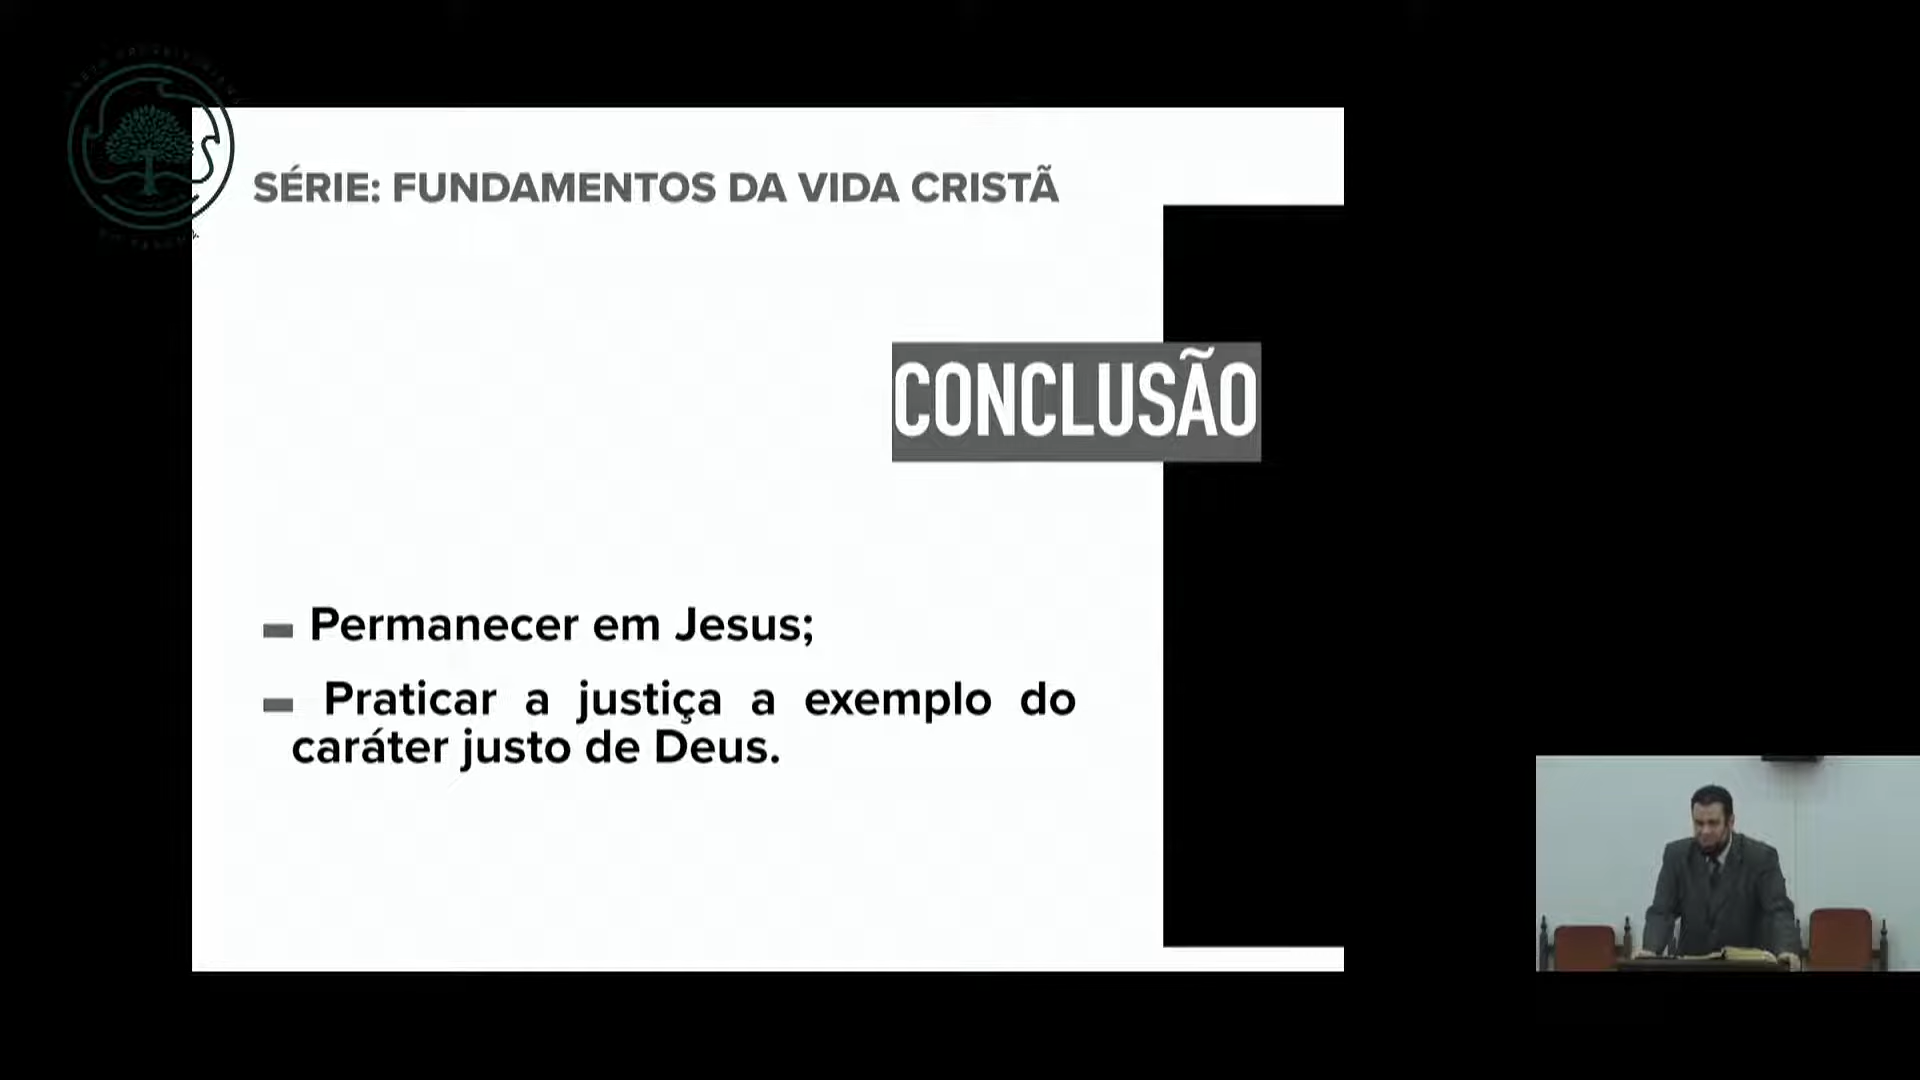 SÉRIE: FUNDAMENTOS DA VIDA CRISTÃ
CONCLUSÃO
Permanecer em Jesus;
Praticar a justiça a exemplo do
caráter justo de Deus.